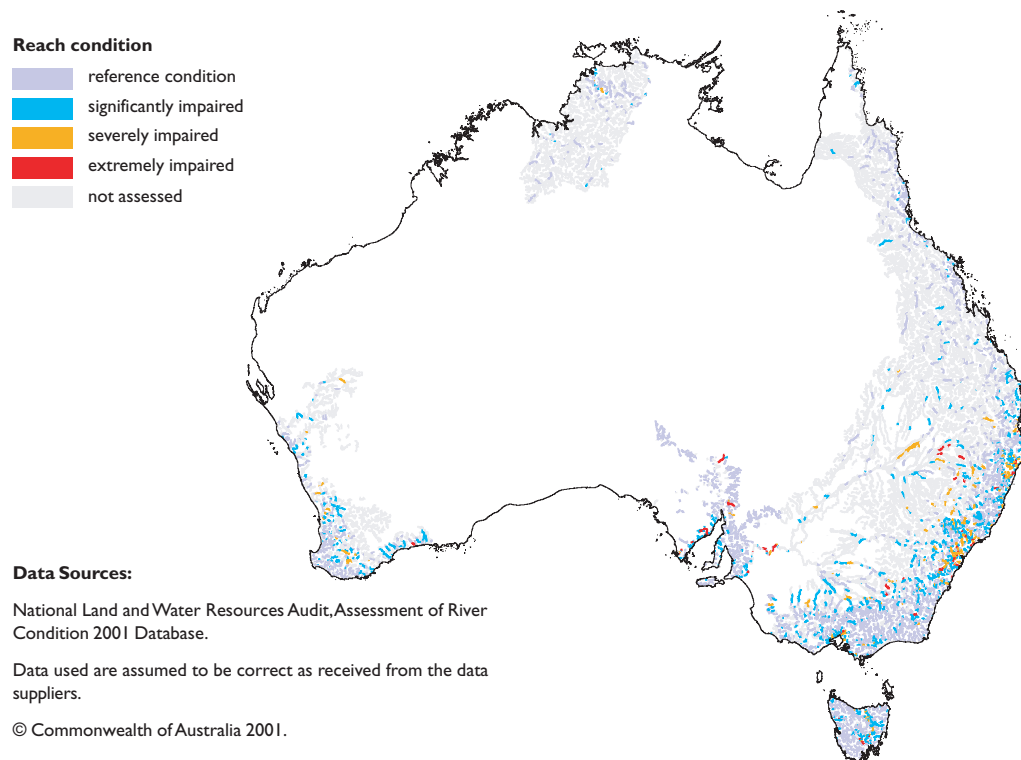 Reach condition
reference condition
significantly impaired
severely impaired
extremely impaired
not assessed
Data Sources:
National Land and Water Resources Audit, Assessment of River
Condition 2001 Database.
Data used are assumed to be correct as received from the data
suppliers.
© Commonwealth of Australia 2001.